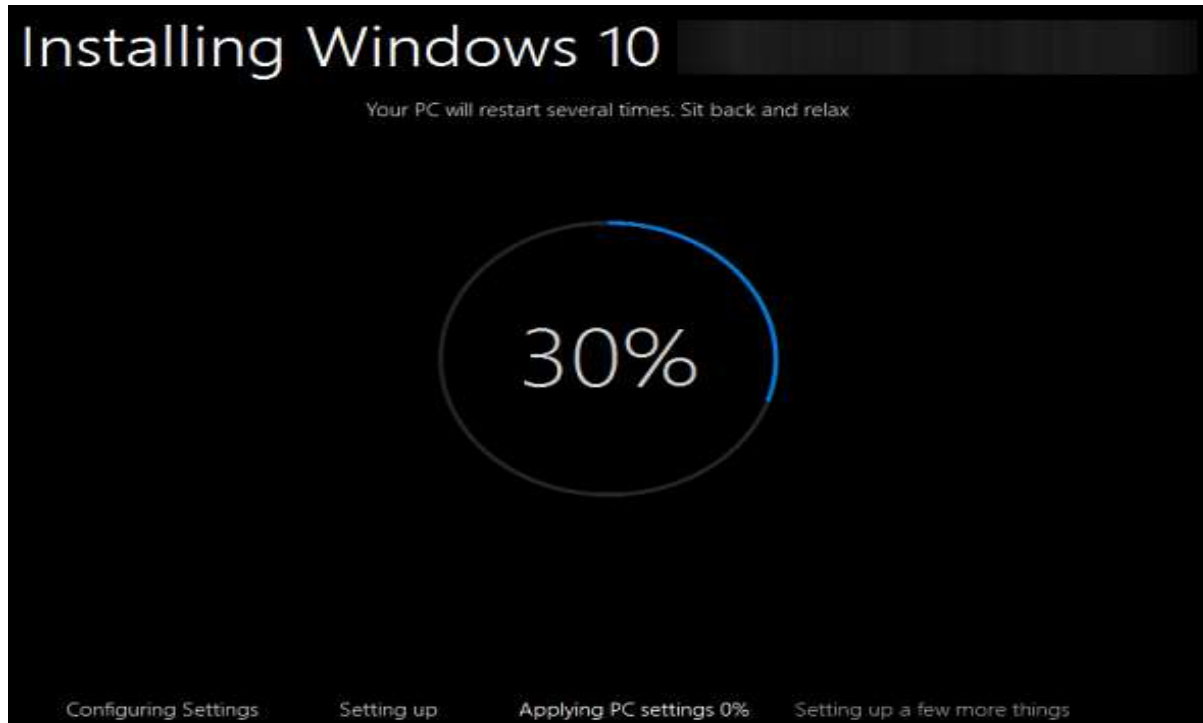 Installing Windows 10
Your PC will restart several times. Sit back and relax
30%
Configuring Settings Setting up Applying PC settings 0% Setting up a few more things